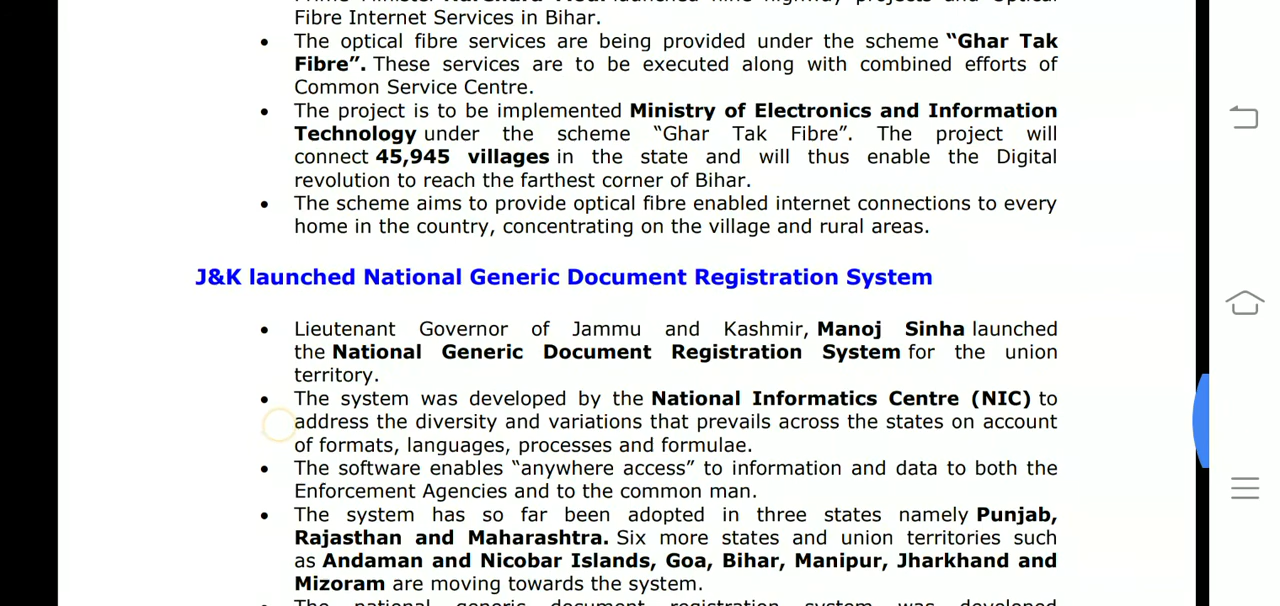 Fibre Internet Services in Bihar.
• The optical fibre services are being provided under the scheme “Ghar Tak
Fibre”. These services are to be executed along with combined efforts of
Common Service Centre.
• The project is to be implemented Ministry of Electronics and Information
Technology under the scheme “Ghar Tak Fibre”. The project will
connect 45,945 villages in the state and will thus enable the Digital
revolution to reach the farthest corner of Bihar.
• The scheme aims to provide optical fibre enabled internet connections to every
home in the country, concentrating on the village and rural areas.
J&K launched National Generic Document Registration System
• Lieutenant Governor of Jammu and Kashmir, Manoj Sinha launched
the National Generic Document Registration System for the union
territory.
• The system was developed by the National Informatics Centre (NIC) to
address the diversity and variations that prevails across the states on account
of formats, languages, processes and formulae.
• The software enables “anywhere access” to information and data to both the
Enforcement Agencies and to the common man.
• The system has so far been adopted in three states namely Punjab,
Rajasthan and Maharashtra. Six more states and union territories such
as Andaman and Nicobar Islands, Goa, Bihar, Manipur, Jharkhand and
Mizoram are moving towards the system.
• The national generic document registration system was developed